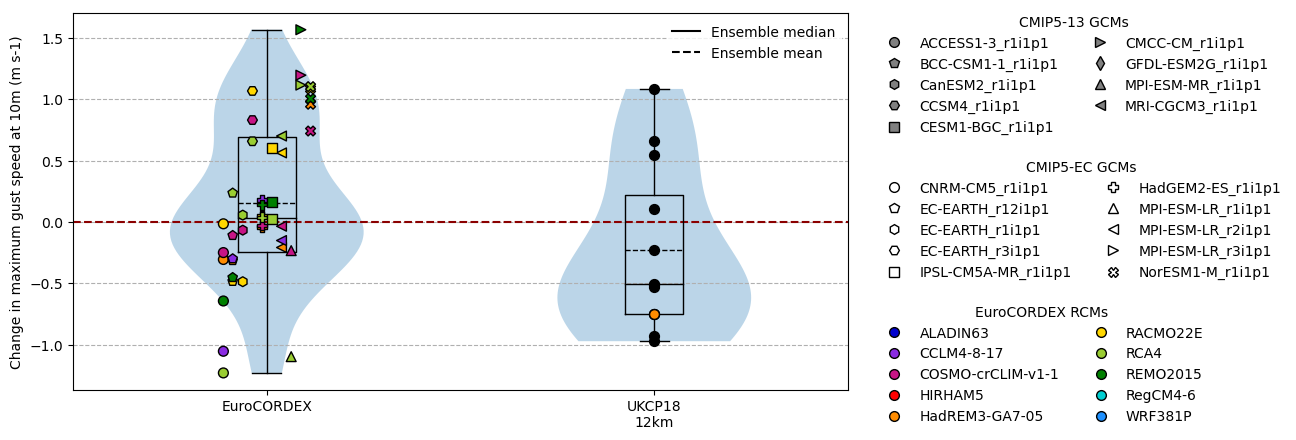 Change in maximum gust speed at 10m (m s-1)
1.5
1.0
0.5
0.0
−0.5
−1.0
EuroCORDEX
UKCP18
12km
Ensemble median
Ensemble mean
CMIP5-13 GCMs
ACCESS1-3_r1i1p1
BCC-CSM1-1_r1i1p1
CanESM2_r1i1p1
CCSM4_r1i1p1
CESM1-BGC_r1i1p1
CMCC-CM_r1i1p1
GFDL-ESM2G_r1i1p1
MPI-ESM-MR_r1i1p1
MRI-CGCM3_r1i1p1
CMIP5-EC GCMs
CNRM-CM5_r1i1p1
EC-EARTH_r12i1p1
EC-EARTH_r1i1p1
EC-EARTH_r3i1p1
IPSL-CM5A-MR_r1i1p1
HadGEM2-ES_r1i1p1
MPI-ESM-LR_r1i1p1
MPI-ESM-LR_r2i1p1
MPI-ESM-LR_r3i1p1
NorESM1-M_r1i1p1
EuroCORDEX RCMs
ALADIN63
CCLM4-8-17
COSMO-crCLIM-v1-1
HIRHAM5
HadREM3-GA7-05
RACMO22E
RCA4
REMO2015
RegCM4-6
WRF381P